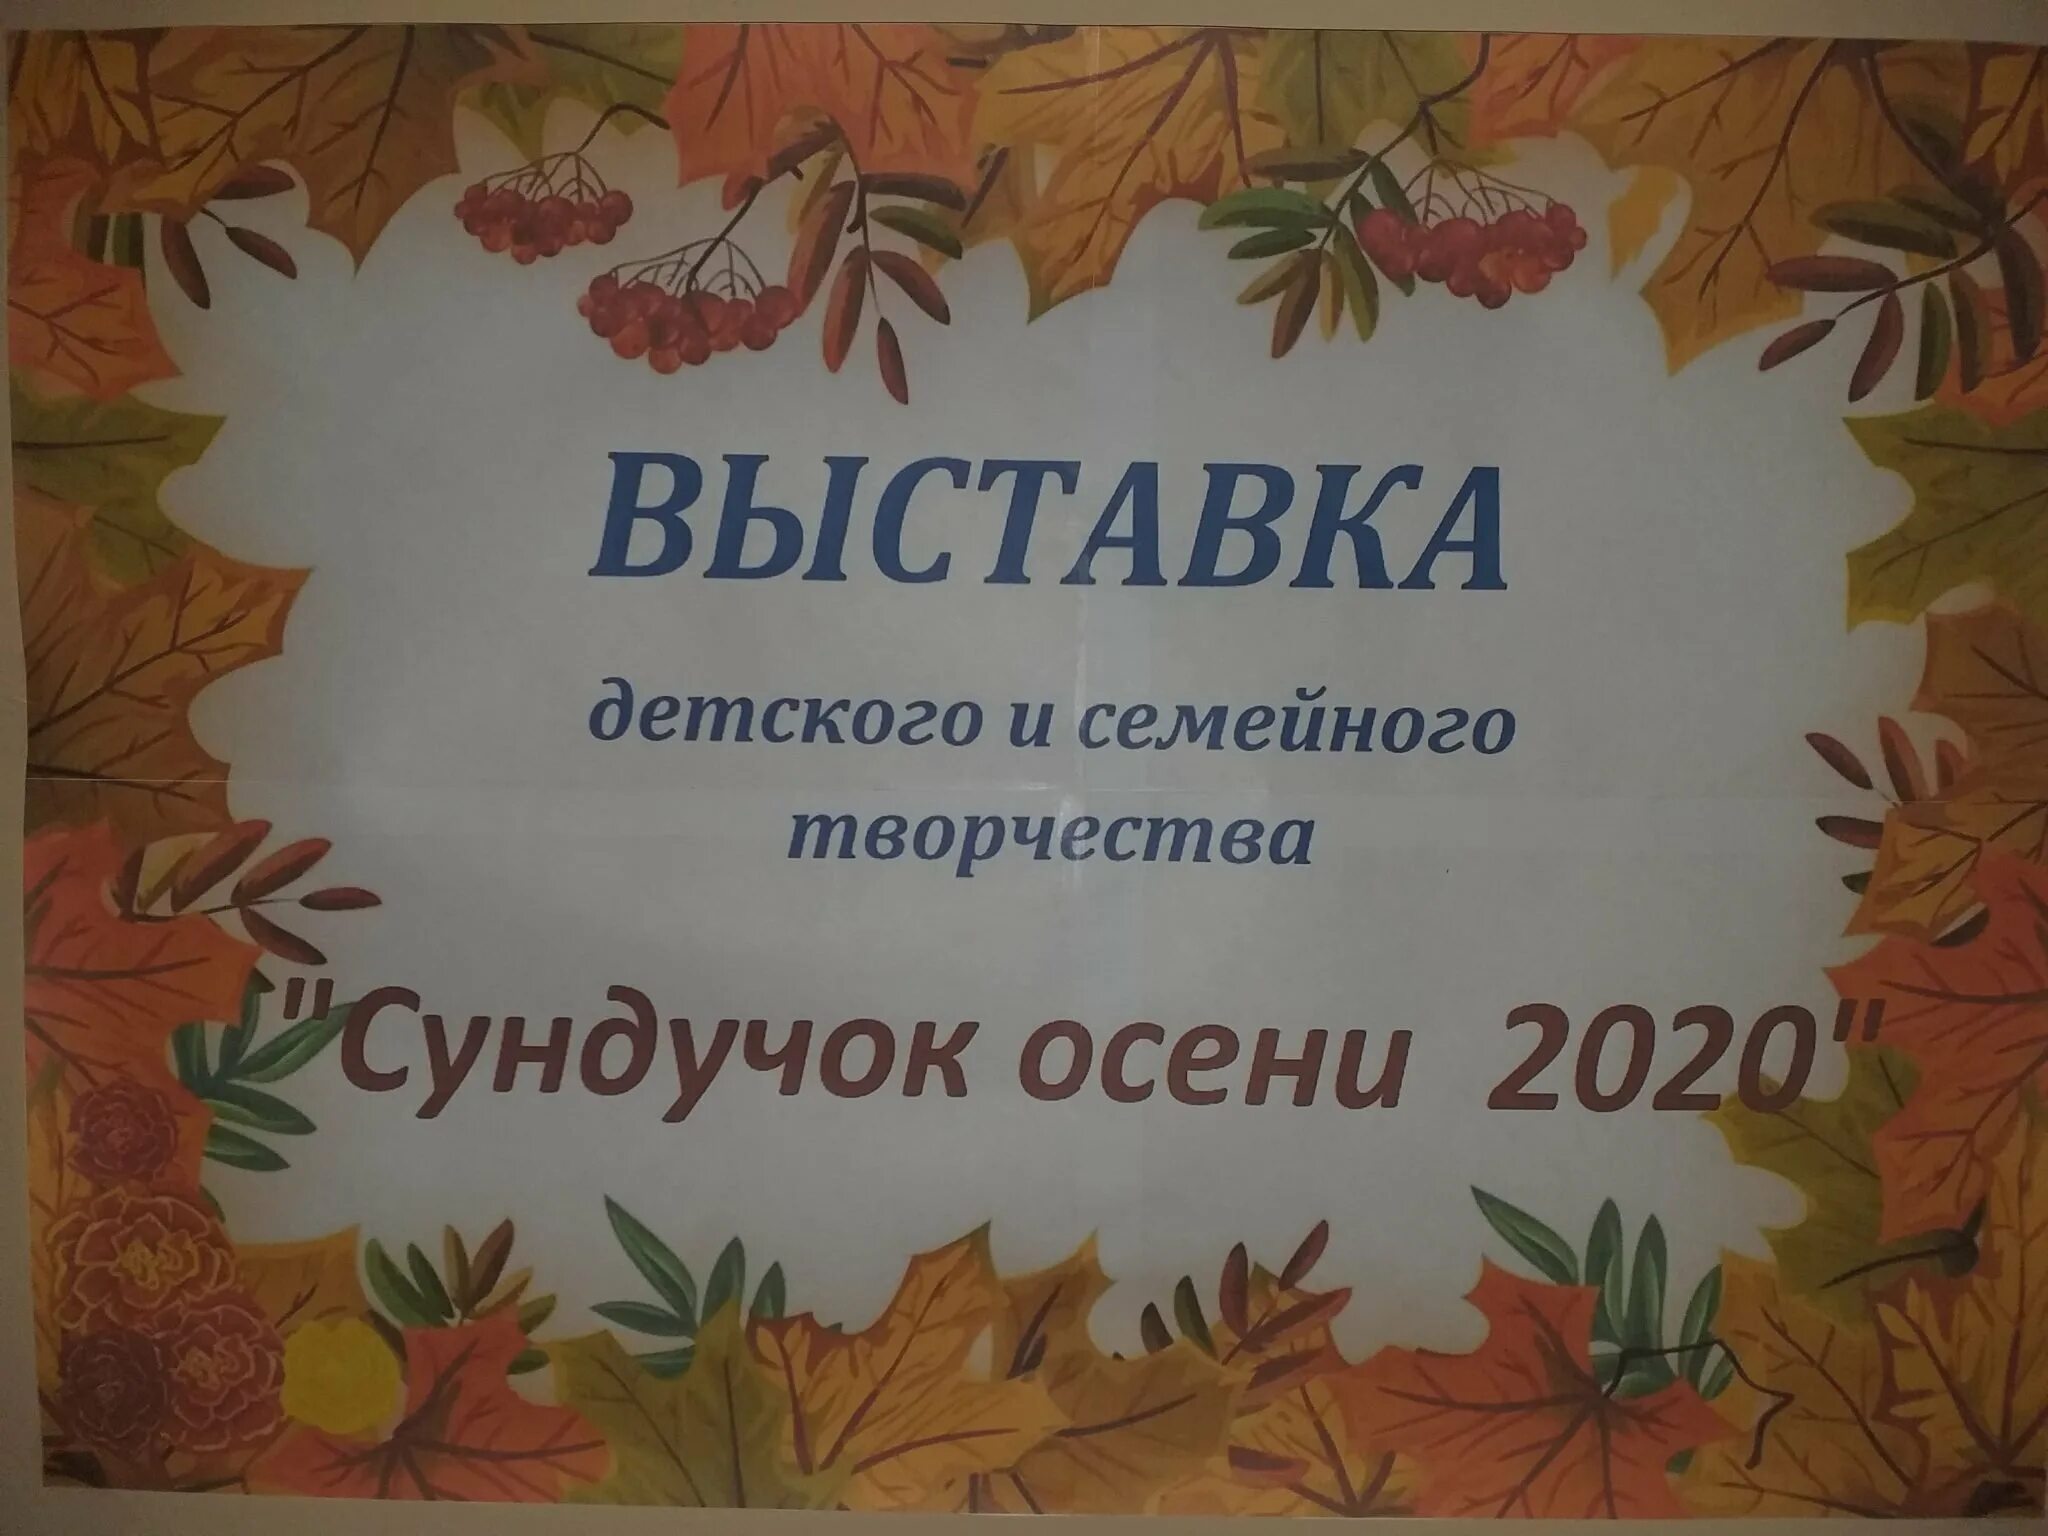 ВЫСТАВКА
детского и семейного
творчества
"Сундучок осени 2020"